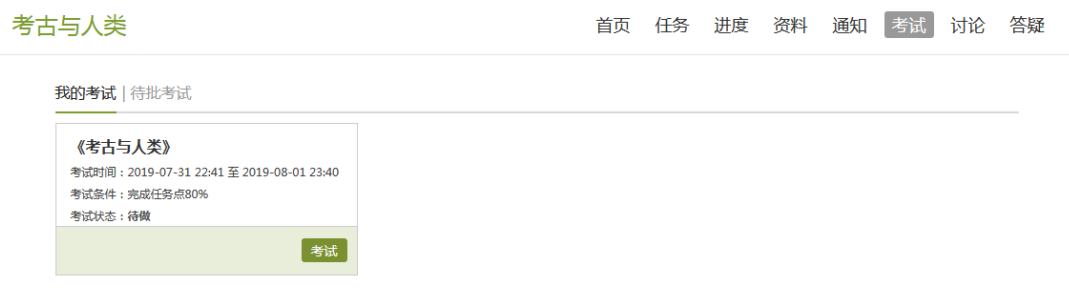 考古与人类 首页 任务 进度 资料 通知 考试 讨论 答疑
我的考试 | 待批考试
《考古与人类》
考试时间：2019-07-31 22:41 至 2019-08-01 23:40
考试条件：完成任务点80%
考试状态：待做
考试